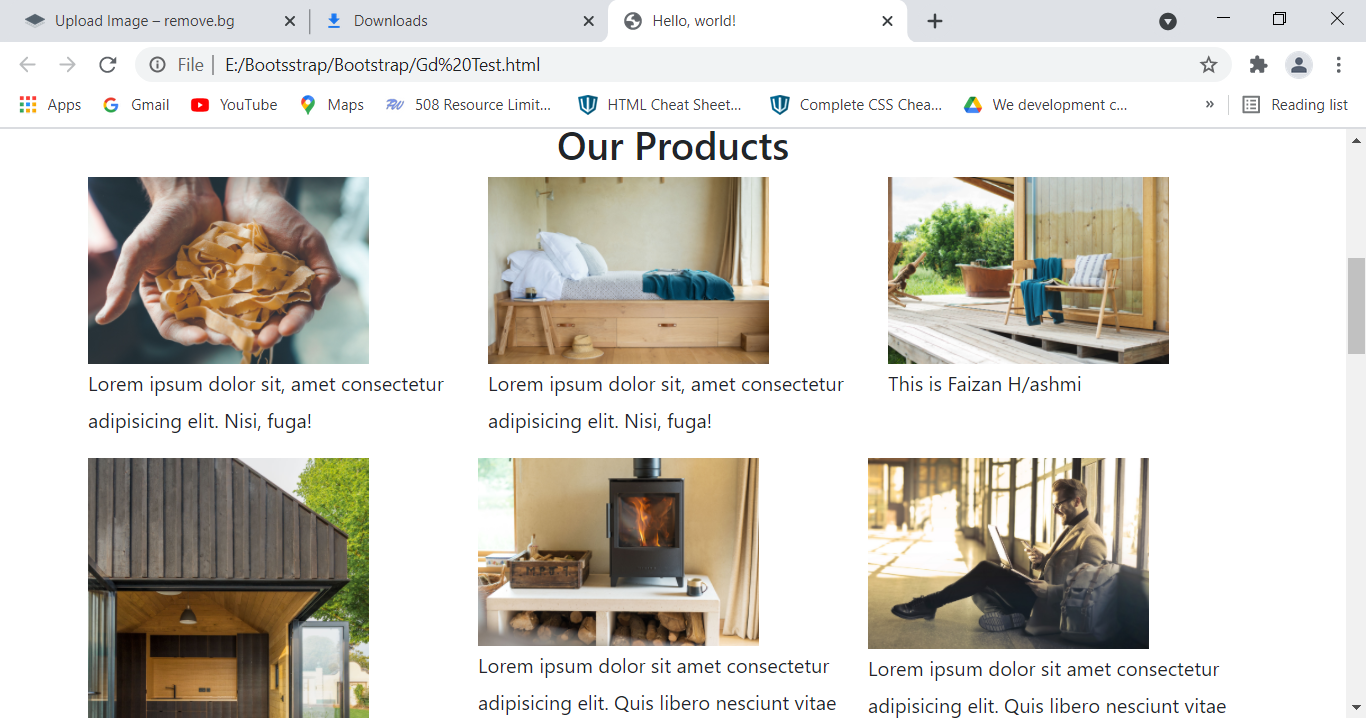 Upload Image – remove.bg
Downloads
Hello, world!
File | E:/Bootsstrap/Bootstrap/Gd%20Test.html
Apps
Gmail
YouTube
Maps
508 Resource Limit...
HTML Cheat Sheet...
Complete CSS Chea...
We development c...
»
Reading list
Our Products
Lorem ipsum dolor sit, amet consectetur
adipisicing elit. Nisi, fuga!
Lorem ipsum dolor sit, amet consectetur
adipisicing elit. Nisi, fuga!
This is Faizan H/ashmi
Lorem ipsum dolor sit amet consectetur
adipisicing elit. Quis libero nesciunt vitae
Lorem ipsum dolor sit amet consectetur
adipisicing elit. Quis libero nesciunt vitae